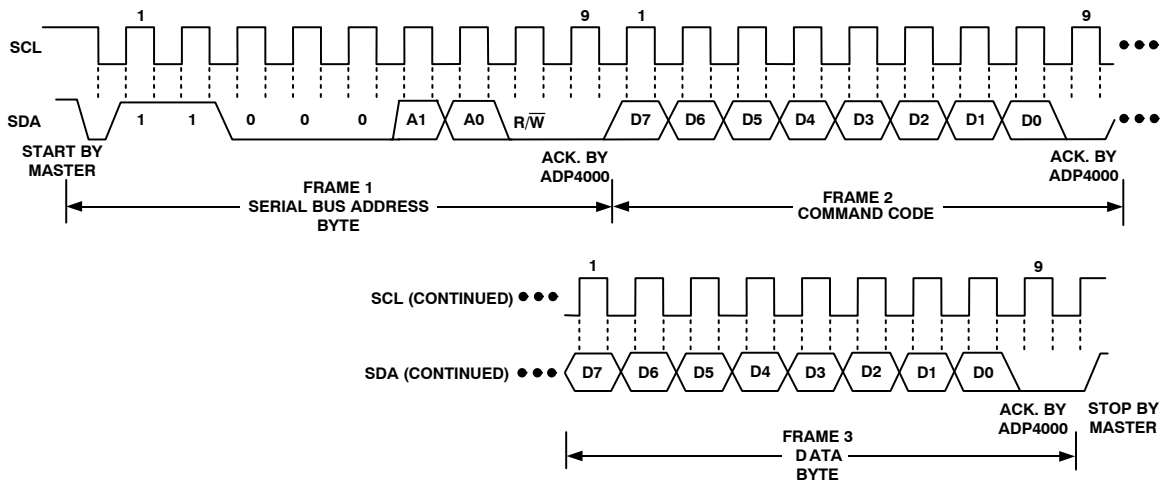 1 9 1 9
SCL
SDA 1 1 0 0 0 A1 A0 R/W̅ D7 D6 D5 D4 D3 D2 D1 D0
START BY
MASTER
ACK. BY
ADP4000
ACK. BY
ADP4000
FRAME 1
SERIAL BUS ADDRESS
BYTE
FRAME 2
COMMAND CODE
1 9
SCL (CONTINUED)
SDA (CONTINUED) D7 D6 D5 D4 D3 D2 D1 D0
ACK. BY
ADP4000
STOP BY
MASTER
FRAME 3
DATA
BYTE